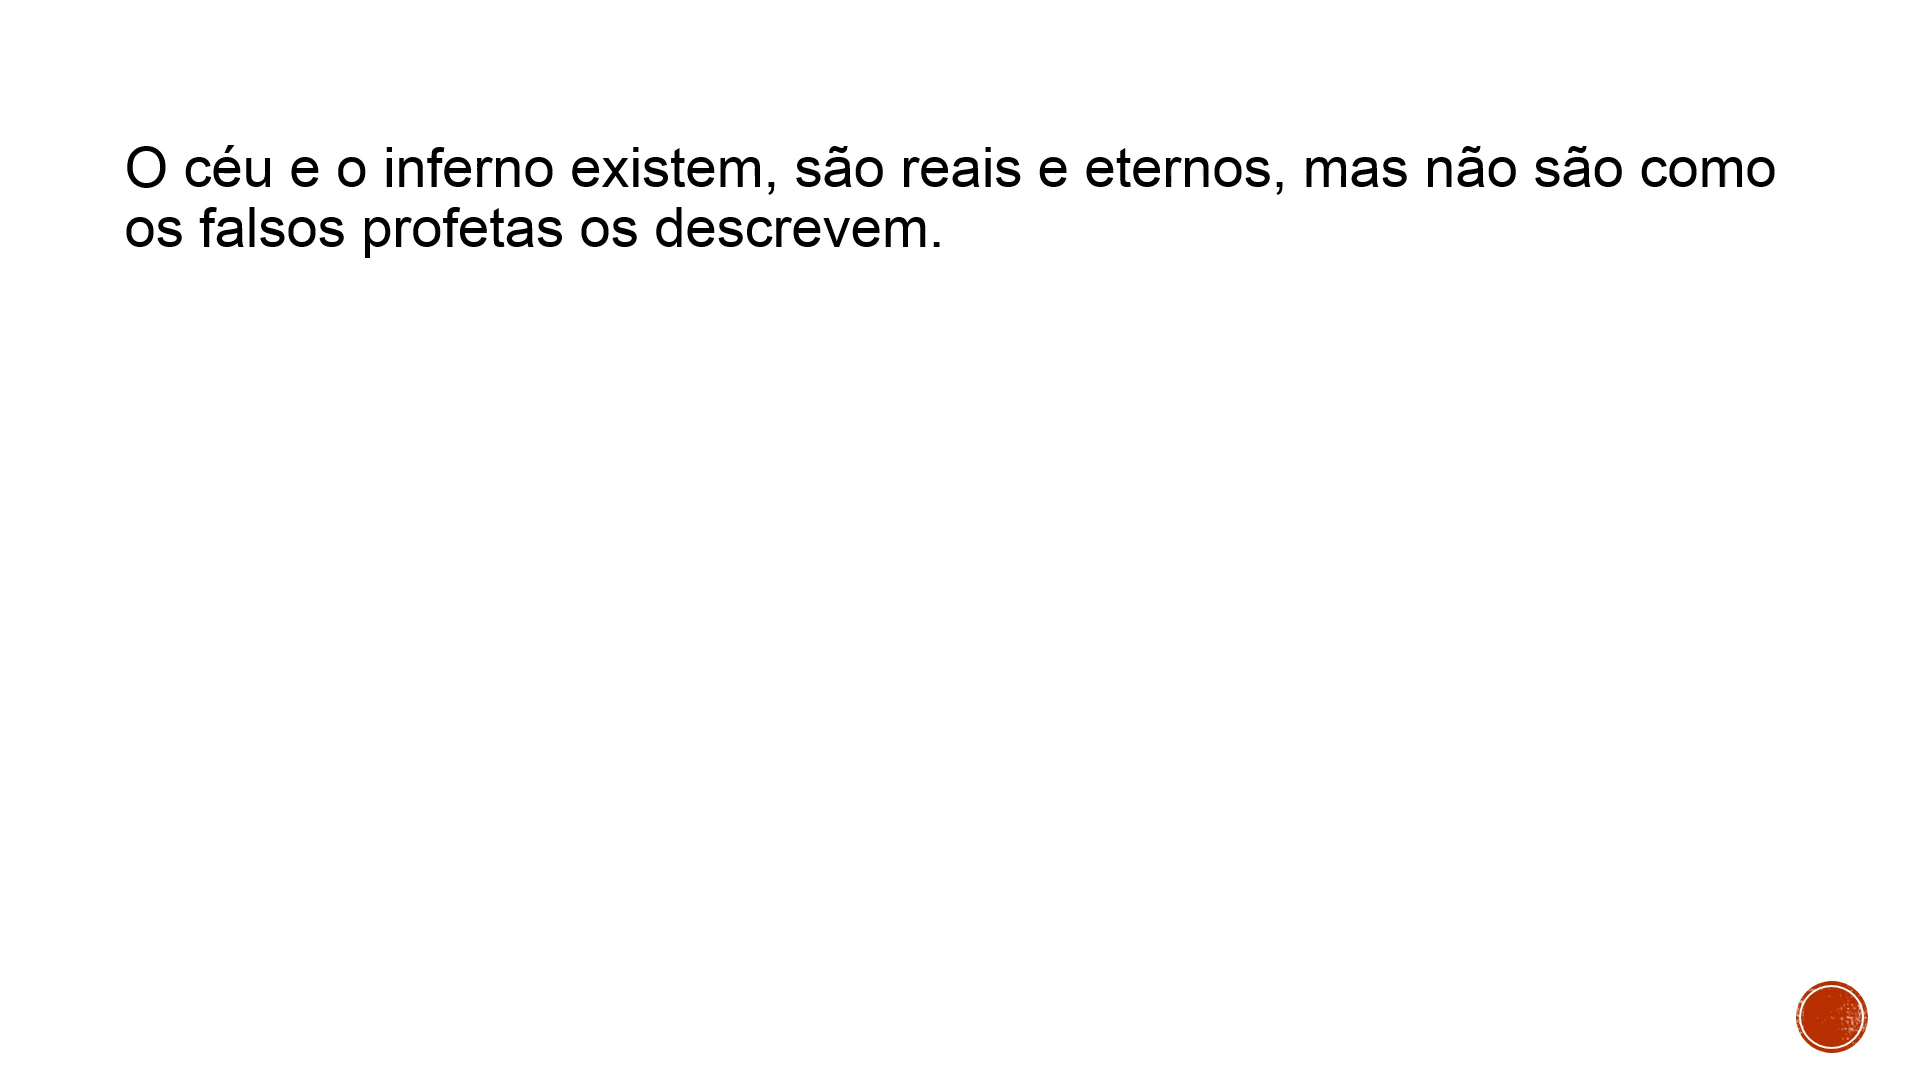 O céu e o inferno existem, são reais e eternos, mas não são como
os falsos profetas os descrevem.